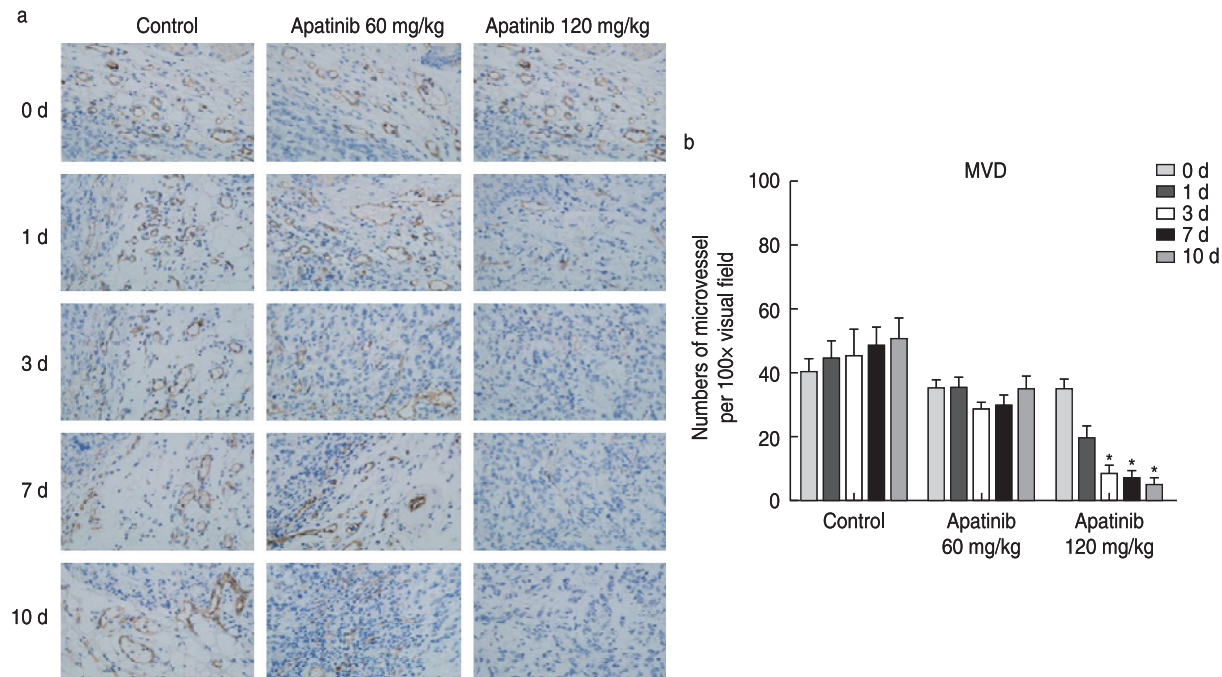 a
Control Apatinib 60 mg/kg Apatinib 120 mg/kg
0 d
1 d
3 d
7 d
10 d
b
MVD
0 d
1 d
3 d
7 d
10 d
Numbers of microvessel
per 100× visual field
100
80
60
40
20
0
* * *
Control
Apatinib
60 mg/kg
Apatinib
120 mg/kg